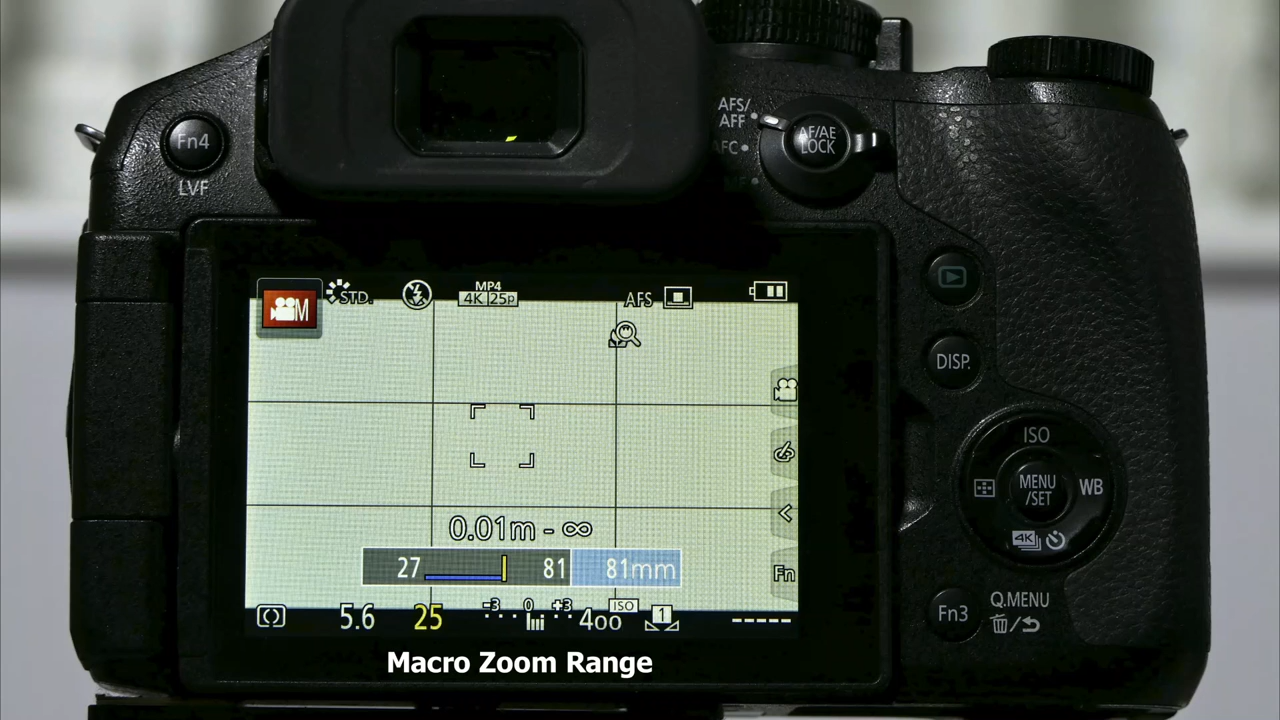 AFS/
AFF
AFC
AF/AE
LOCK
Fn4
LVF
M
STD.
MP4
4K 25p
AFS
DISP.
0.01m - ∞
27 81 81mm
Fn
5.6 25 -3 0 +3 ISO 400 1
-----
ISO
MENU
/SET
WB
4K
Fn3
Q.MENU
Macro Zoom Range